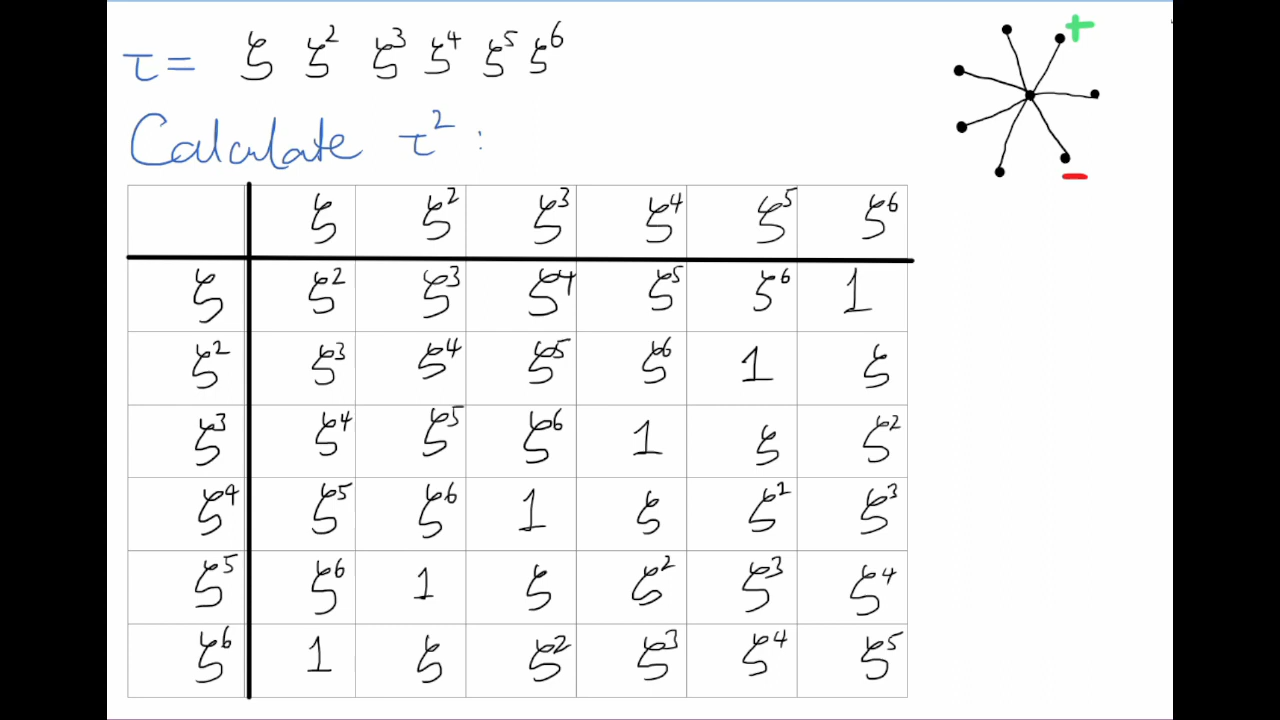 τ = ζ ζ² ζ³ ζ⁴ ζ⁵ ζ⁶
+
Calculate τ² :
−
ζ ζ² ζ³ ζ⁴ ζ⁵ ζ⁶
ζ ζ² ζ³ ζ⁴ ζ⁵ ζ⁶ 1
ζ² ζ³ ζ⁴ ζ⁵ ζ⁶ 1 ζ
ζ³ ζ⁴ ζ⁵ ζ⁶ 1 ζ ζ²
ζ⁴ ζ⁵ ζ⁶ 1 ζ ζ² ζ³
ζ⁵ ζ⁶ 1 ζ ζ² ζ³ ζ⁴
ζ⁶ 1 ζ ζ² ζ³ ζ⁴ ζ⁵